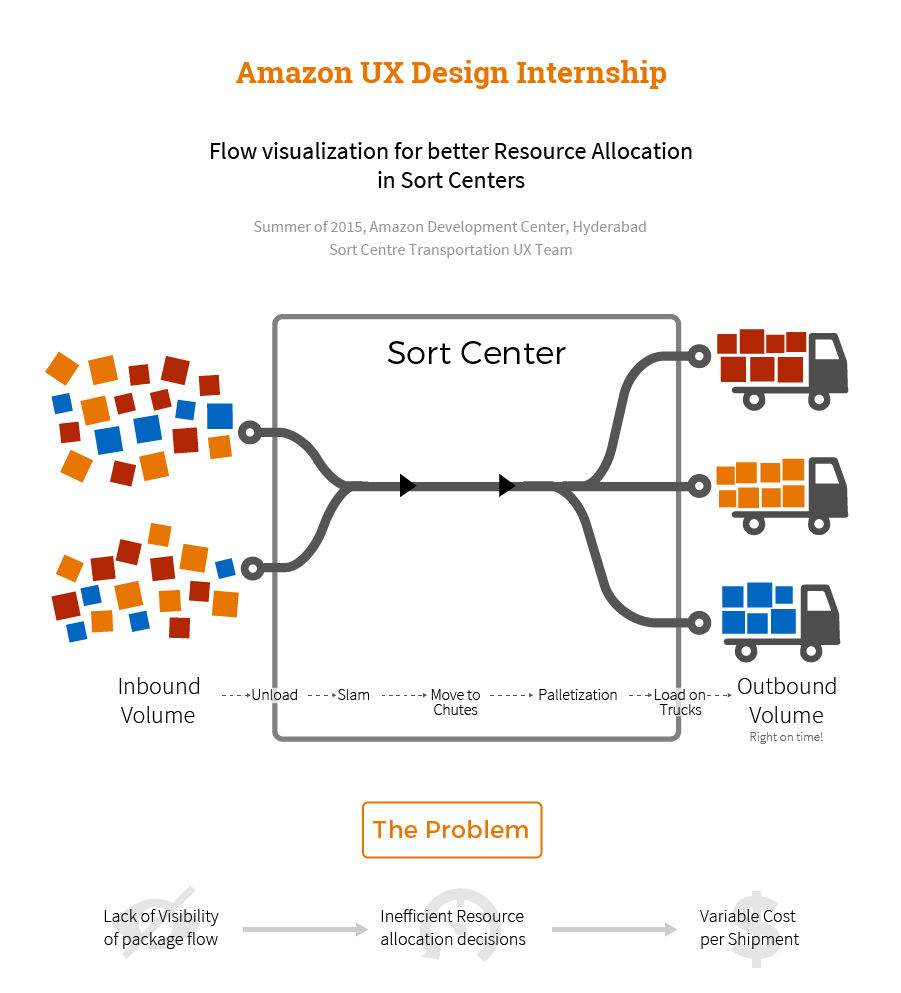 Amazon UX Design Internship
Flow visualization for better Resource Allocation
in Sort Centers
Summer of 2015, Amazon Development Center, Hyderabad
Sort Centre Transportation UX Team
Sort Center
Inbound
Volume
Unload
Slam
Move to
Chutes
Palletization
Load on
Trucks
Outbound
Volume
Right on time!
The Problem
Lack of Visibility
of package flow
Inefficient Resource
allocation decisions
Variable Cost
per Shipment